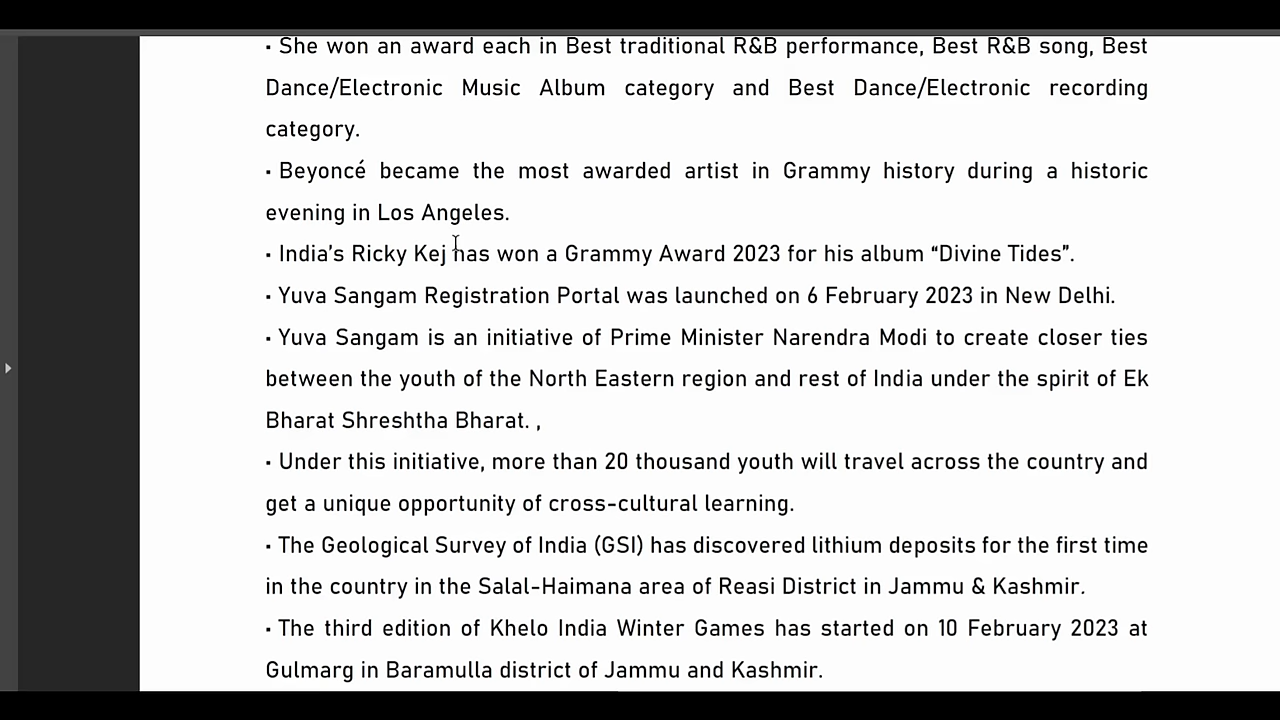 ▪ She won an award each in Best traditional R&B performance, Best R&B song, Best
Dance/Electronic Music Album category and Best Dance/Electronic recording
category.
▪ Beyoncé became the most awarded artist in Grammy history during a historic
evening in Los Angeles.
▪ India's Ricky Kej has won a Grammy Award 2023 for his album “Divine Tides”.
▪ Yuva Sangam Registration Portal was launched on 6 February 2023 in New Delhi.
▪ Yuva Sangam is an initiative of Prime Minister Narendra Modi to create closer ties
between the youth of the North Eastern region and rest of India under the spirit of Ek
Bharat Shreshtha Bharat. ,
▪ Under this initiative, more than 20 thousand youth will travel across the country and
get a unique opportunity of cross-cultural learning.
▪ The Geological Survey of India (GSI) has discovered lithium deposits for the first time
in the country in the Salal-Haimana area of Reasi District in Jammu & Kashmir.
▪ The third edition of Khelo India Winter Games has started on 10 February 2023 at
Gulmarg in Baramulla district of Jammu and Kashmir.